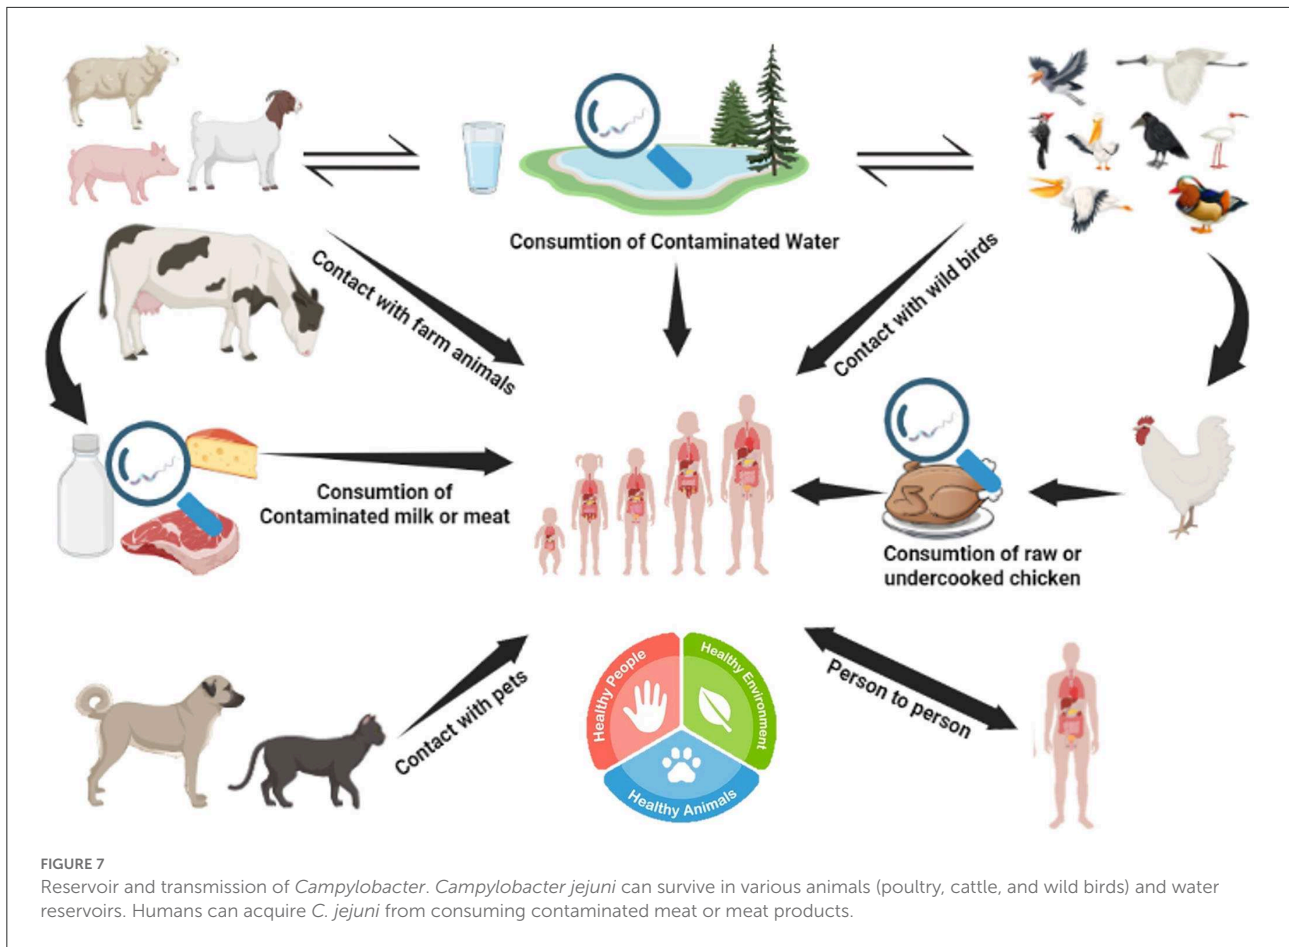 Consumtion of Contaminated Water
Contact with farm animals
Contact with wild birds
Consumtion of
Contaminated milk or meat
Consumtion of raw or
undercooked chicken
Contact with pets
Healthy People
Healthy Environment
Healthy Animals
Person to person
FIGURE 7
Reservoir and transmission of Campylobacter. Campylobacter jejuni can survive in various animals (poultry, cattle, and wild birds) and water
reservoirs. Humans can acquire C. jejuni from consuming contaminated meat or meat products.